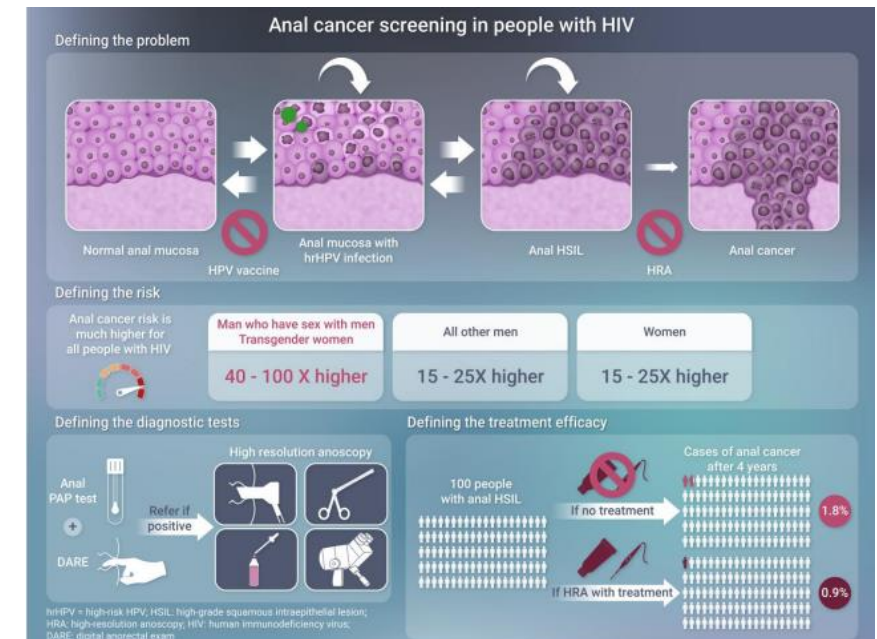 Anal cancer screening in people with HIV
Defining the problem
Normal anal mucosa
HPV vaccine
Anal mucosa with
hrHPV infection
Anal HSIL
HRA
Anal cancer
Defining the risk
Anal cancer risk is
much higher for
all people with HIV
Man who have sex with men
Transgender women
40 - 100 X higher
All other men
15 - 25X higher
Women
15 - 25X higher
Defining the diagnostic tests
Anal
PAP test
+
DARE
Refer if
positive
High resolution anoscopy
Defining the treatment efficacy
100 people
with anal HSIL
If no treatment
If HRA with treatment
Cases of anal cancer
after 4 years
1.8%
0.9%
hrHPV = high-risk HPV; HSIL: high-grade squamous intraepithelial lesion;
HRA: high-resolution anoscopy; HIV: human immunodeficiency virus;
DARE: digital anorectal exam